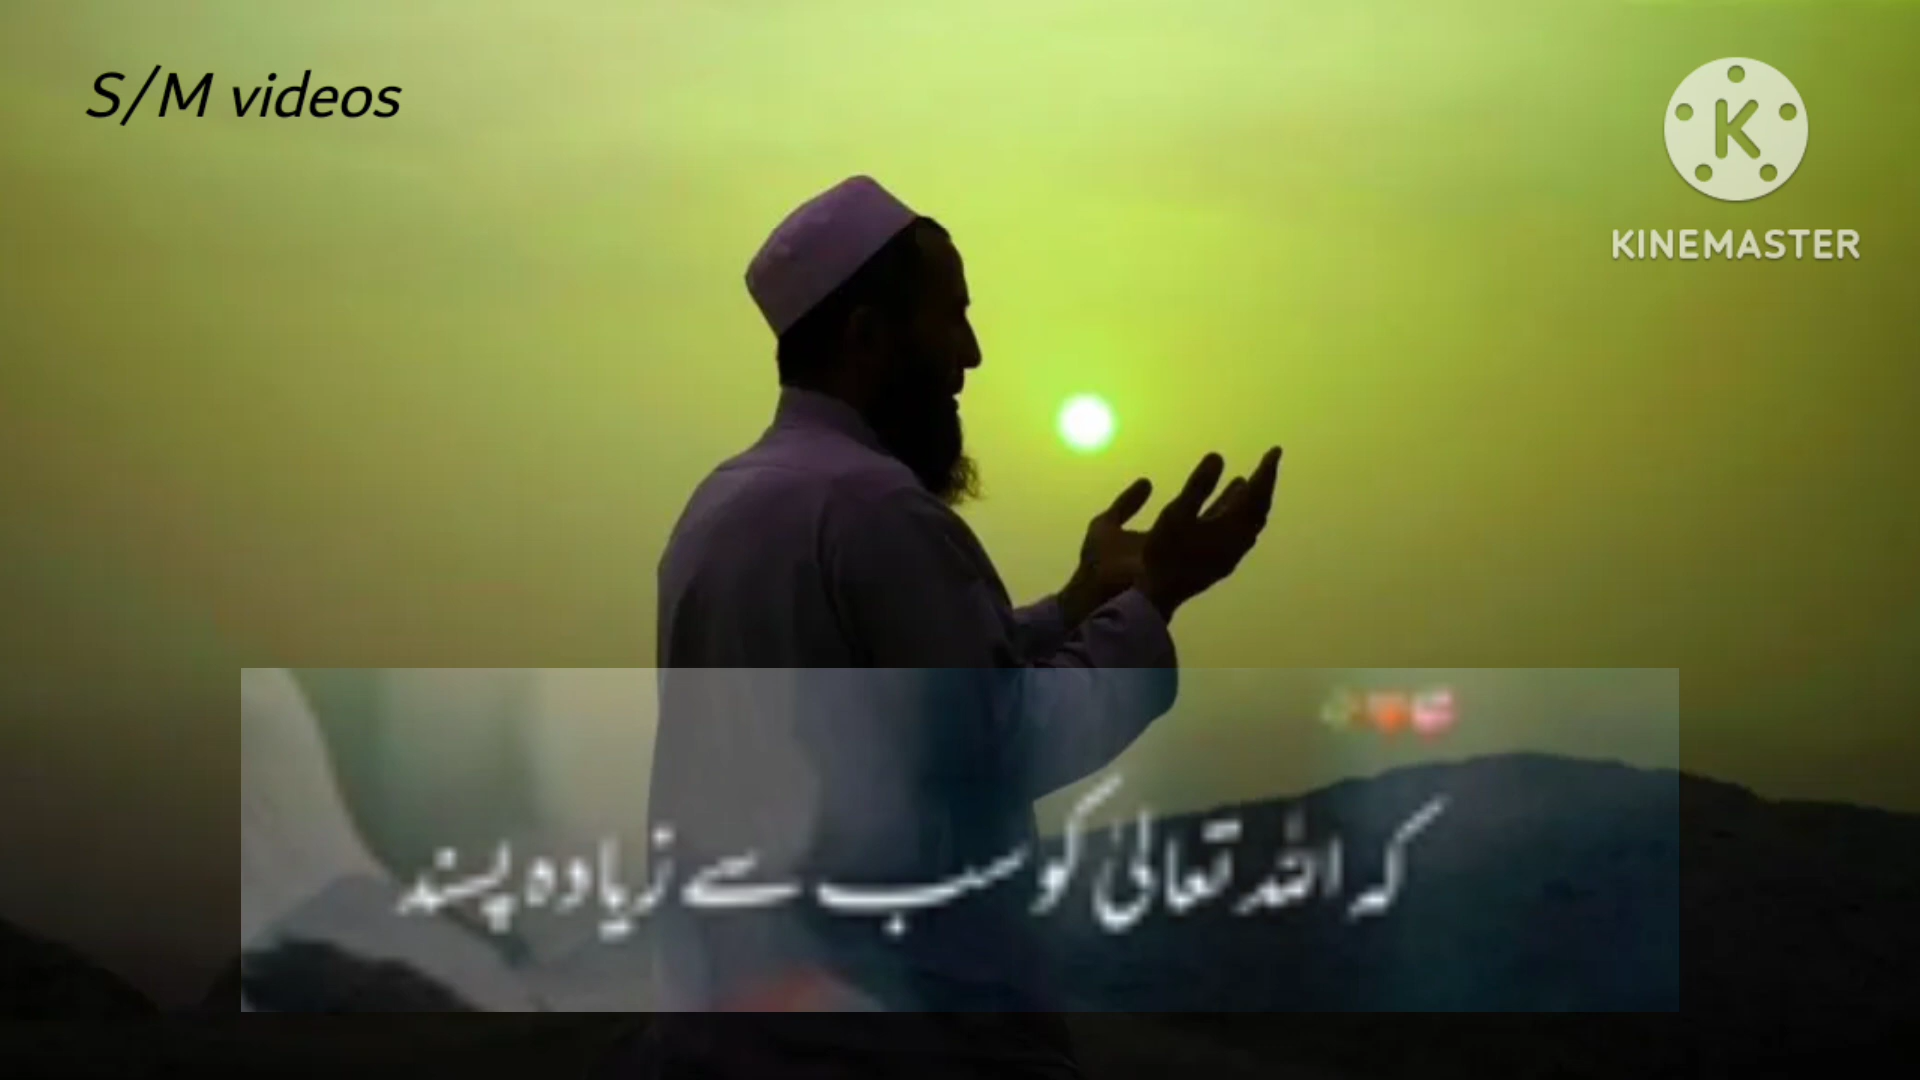 S/M videos
K
KINEMASTER
کہ اللہ تعالیٰ کو سب سے زیادہ پسند